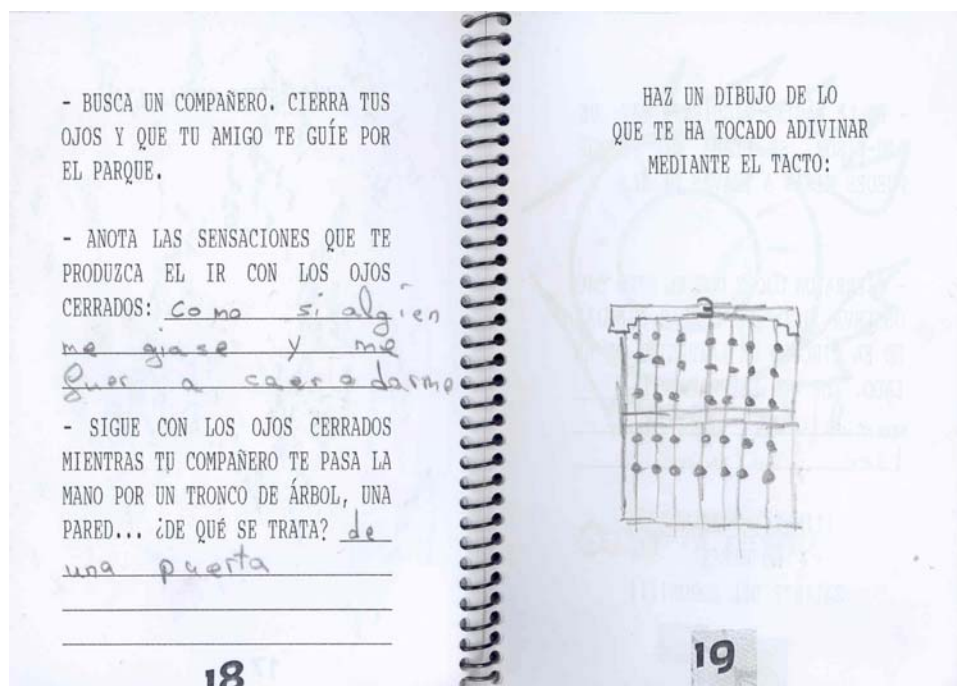 - BUSCA UN COMPAÑERO. CIERRA TUS
OJOS Y QUE TU AMIGO TE GUÍE POR
EL PARQUE.
- ANOTA LAS SENSACIONES QUE TE
PRODUZCA EL IR CON LOS OJOS
CERRADOS: Como si algien
me giase y me
fuer a caer o darme
- SIGUE CON LOS OJOS CERRADOS
MIENTRAS TU COMPAÑERO TE PASA LA
MANO POR UN TRONCO DE ÁRBOL, UNA
PARED... ¿DE QUÉ SE TRATA? de
una puerta
18
HAZ UN DIBUJO DE LO
QUE TE HA TOCADO ADIVINAR
MEDIANTE EL TACTO:
19